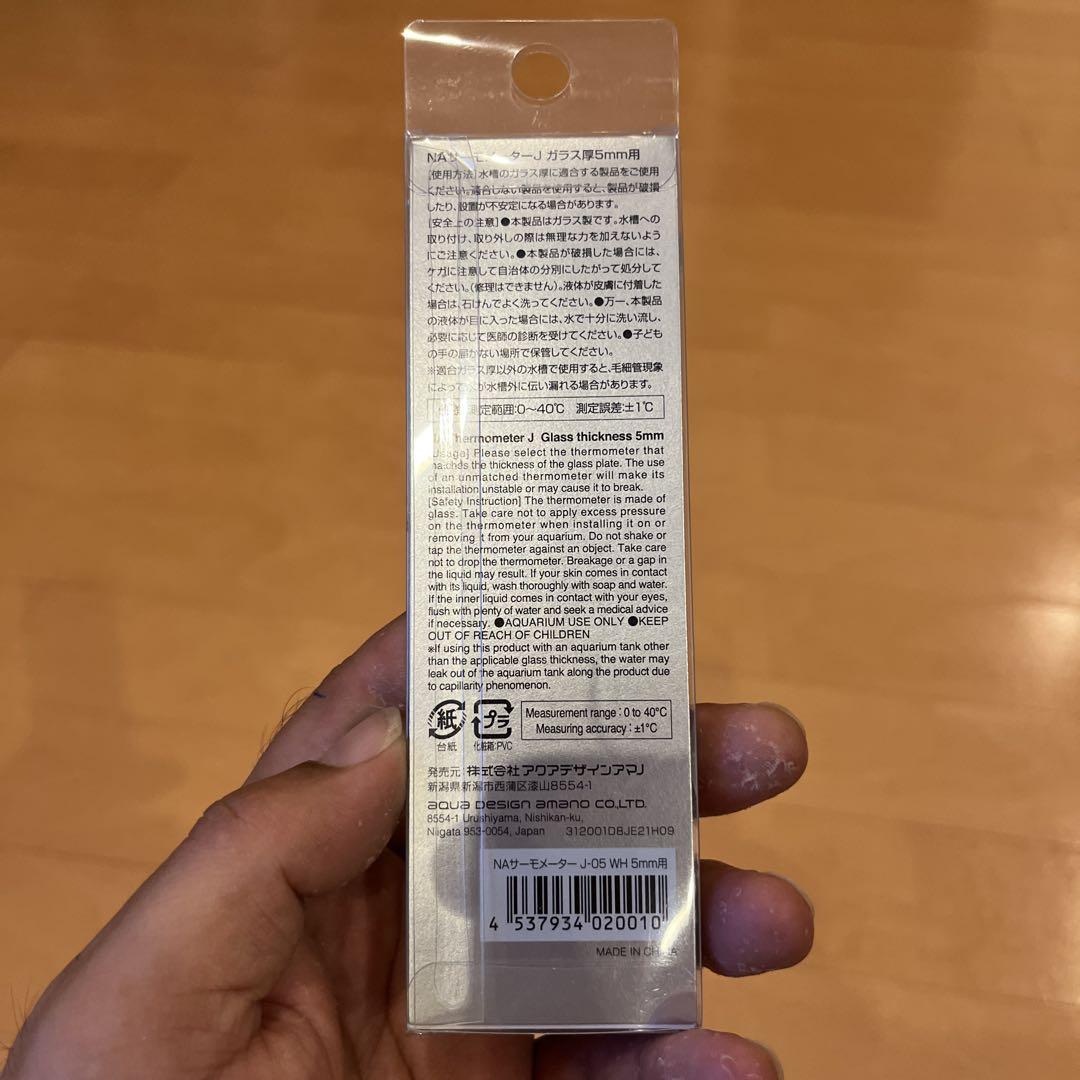 NAサーモメーターJ ガラス厚5mm用
[使用方法]水槽のガラス厚に適合する製品をご使用
ください。適合しない製品を使用すると、製品が破損
したり、設置が不安定になる場合があります。
[安全上の注意]●本製品はガラス製です。水槽への
取り付け、取り外しの際は無理な力を加えないよう
にご注意ください。●本製品が破損した場合には、
ケガに注意して自治体の分別にしたがって処分して
ください。(修理はできません)。液体が皮膚に付着した
場合は、石けんでよく洗ってください。●万一、本製品
の液体が目に入った場合には、水で十分に洗い流し、
必要に応じて医師の診断を受けてください。●子ども
の手の届かない場所で保管してください。
※適合ガラス厚以外の水槽で使用すると、毛細管現象
によって水が水槽外に伝い漏れる場合があります。
測定範囲:0〜40℃ 測定誤差:±1℃
Thermometer J Glass thickness 5mm
[Usage] Please select the thermometer that
matches the thickness of the glass plate. The use
of an unmatched thermometer will make its
installation unstable or may cause it to break.
[Safety Instruction] The thermometer is made of
glass. Take care not to apply excess pressure
on the thermometer when installing it on or
removing it from your aquarium. Do not shake or
tap the thermometer against an object. Take care
not to drop the thermometer. Breakage or a gap in
the liquid may result. If your skin comes in contact
with its liquid, wash thoroughly with soap and water.
If the inner liquid comes in contact with your eyes,
flush with plenty of water and seek a medical advice
if necessary. ●AQUARIUM USE ONLY ●KEEP
OUT OF REACH OF CHILDREN
※If using this product with an aquarium tank other
than the applicable glass thickness, the water may
leak out of the aquarium tank along the product due
to capillarity phenomenon.
紙
台紙
プラ
化粧箱:PVC
Measurement range : 0 to 40°C
Measuring accuracy : ±1°C
発売元 株式会社アクアデザインアマノ
新潟県新潟市西蒲区漆山8554-1
AQUA DESIGN AMANO CO.,LTD.
8554-1 Urushiyama, Nishikan-ku,
Niigata 953-0054, Japan 312001D8JE21H09
NAサーモメーター J-05 WH 5mm用
4 537934 020010
MADE IN CHINA